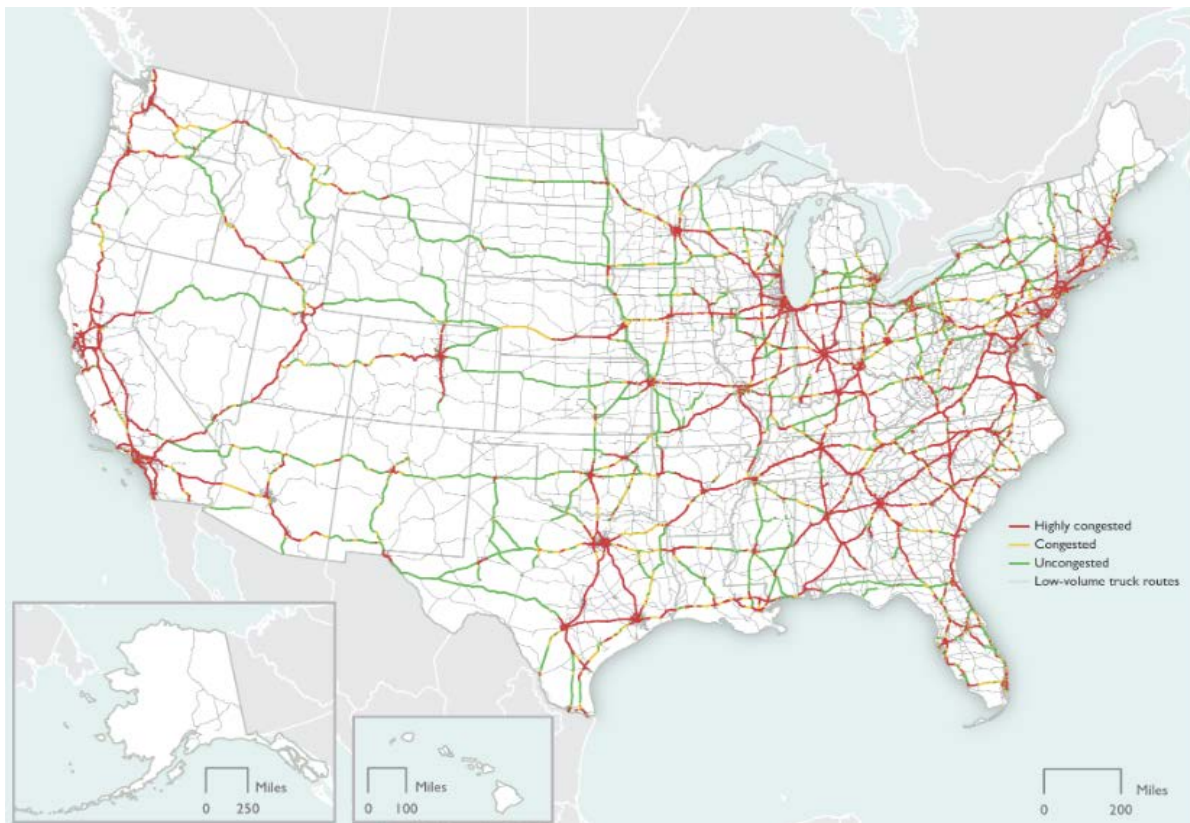 Highly congested
Congested
Uncongested
Low-volume truck routes
Miles
0 250
Miles
0 100
Miles
0 200